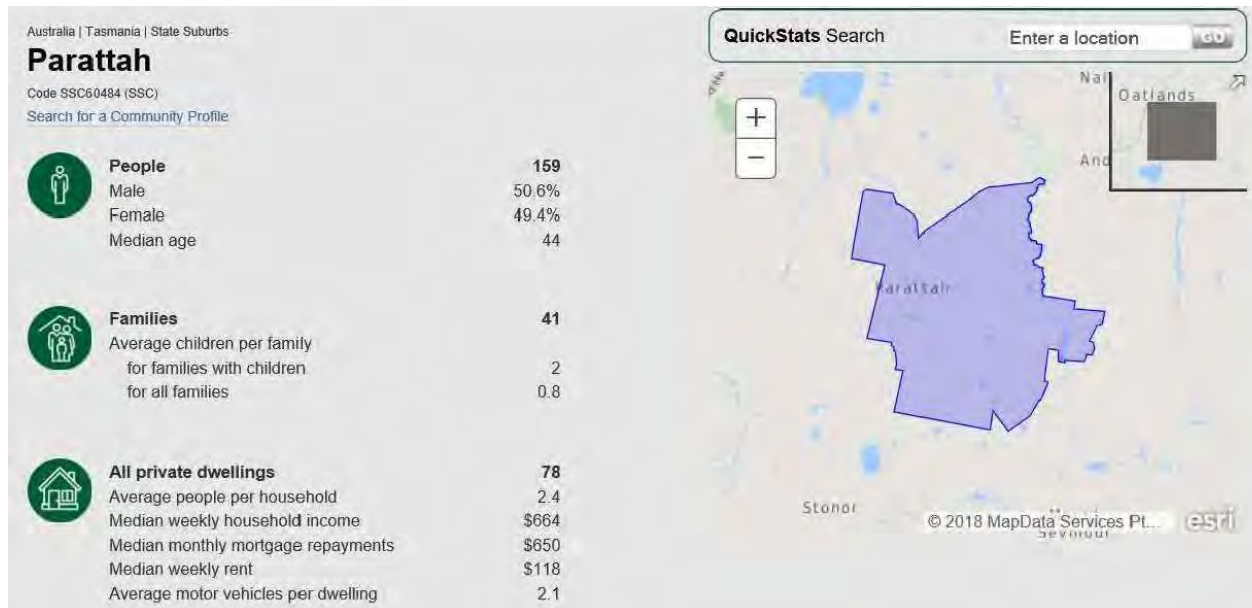 Australia | Tasmania | State Suburbs
Parattah
Code SSC60484 (SSC)
Search for a Community Profile
People 159
Male 50.6%
Female 49.4%
Median age 44
Families 41
Average children per family
for families with children 2
for all families 0.8
All private dwellings 78
Average people per household 2.4
Median weekly household income $664
Median monthly mortgage repayments $650
Median weekly rent $118
Average motor vehicles per dwelling 2.1
QuickStats Search Enter a location GO
+
−
Nai
Oatlands
And
Parattah
Stonor
© 2018 MapData Services Pt... esri
Seymour